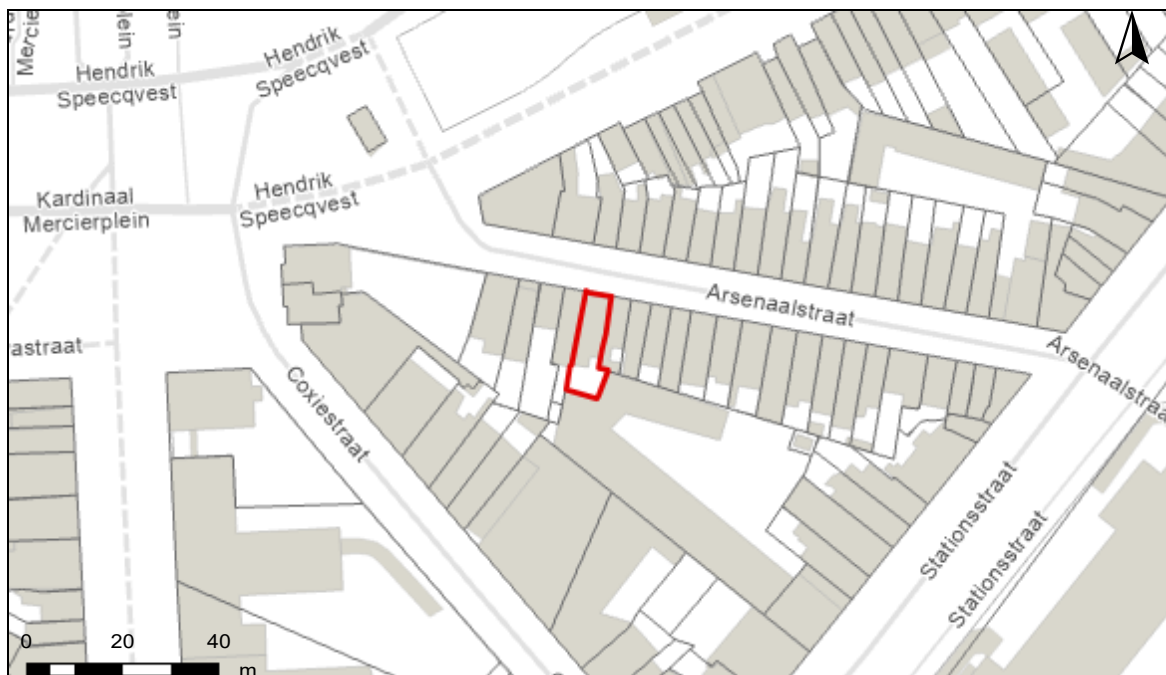 Hendrik
Speecqvest
Hendrik
Speecqvest
Kardinaal
Mercierplein
Hendrik
Speecqvest
Arsenaalstraat
Arsenaalstraat
astraat
Coxiestraat
Stationsstraat
Stationsstraat
0 20 40
m